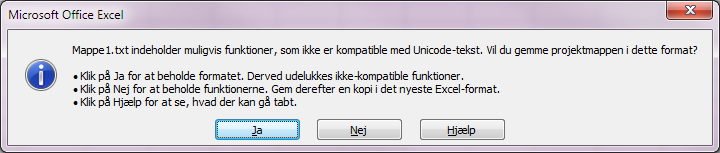 Microsoft Office Excel
Mappe1.txt indeholder muligvis funktioner, som ikke er kompatible med Unicode-tekst. Vil du gemme projektmappen i dette format?
• Klik på Ja for at beholde formatet. Derved udelukkes ikke-kompatible funktioner.
• Klik på Nej for at beholde funktionerne. Gem derefter en kopi i det nyeste Excel-format.
• Klik på Hjælp for at se, hvad der kan gå tabt.
Ja Nej Hjælp